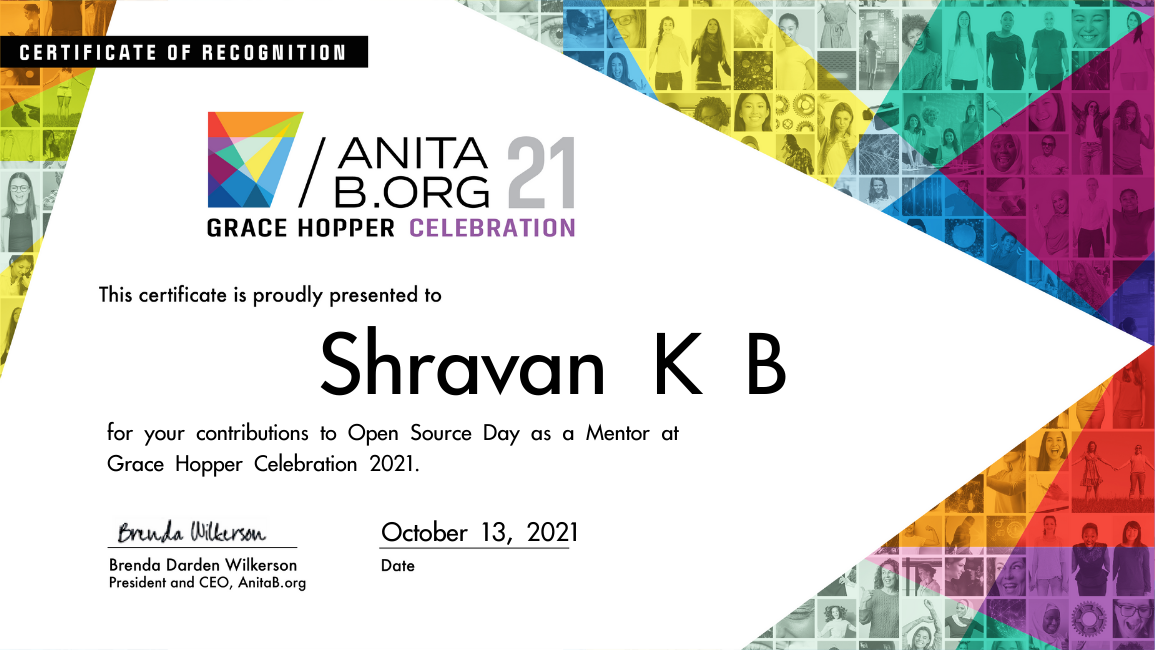 CERTIFICATE OF RECOGNITION
/ ANITA
B.ORG 21
GRACE HOPPER CELEBRATION
This certificate is proudly presented to
Shravan K B
for your contributions to Open Source Day as a Mentor at
Grace Hopper Celebration 2021.
Brenda Wilkerson
October 13, 2021
Brenda Darden Wilkerson
Date
President and CEO, AnitaB.org